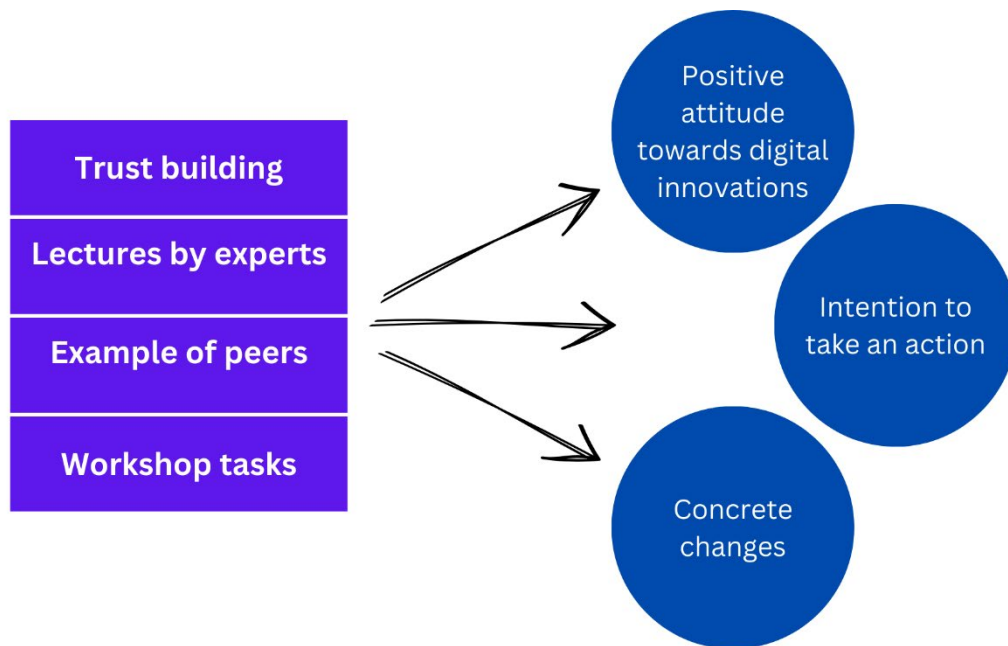 Trust building
Lectures by experts
Example of peers
Workshop tasks
Positive
attitude
towards digital
innovations
Intention to
take an action
Concrete
changes